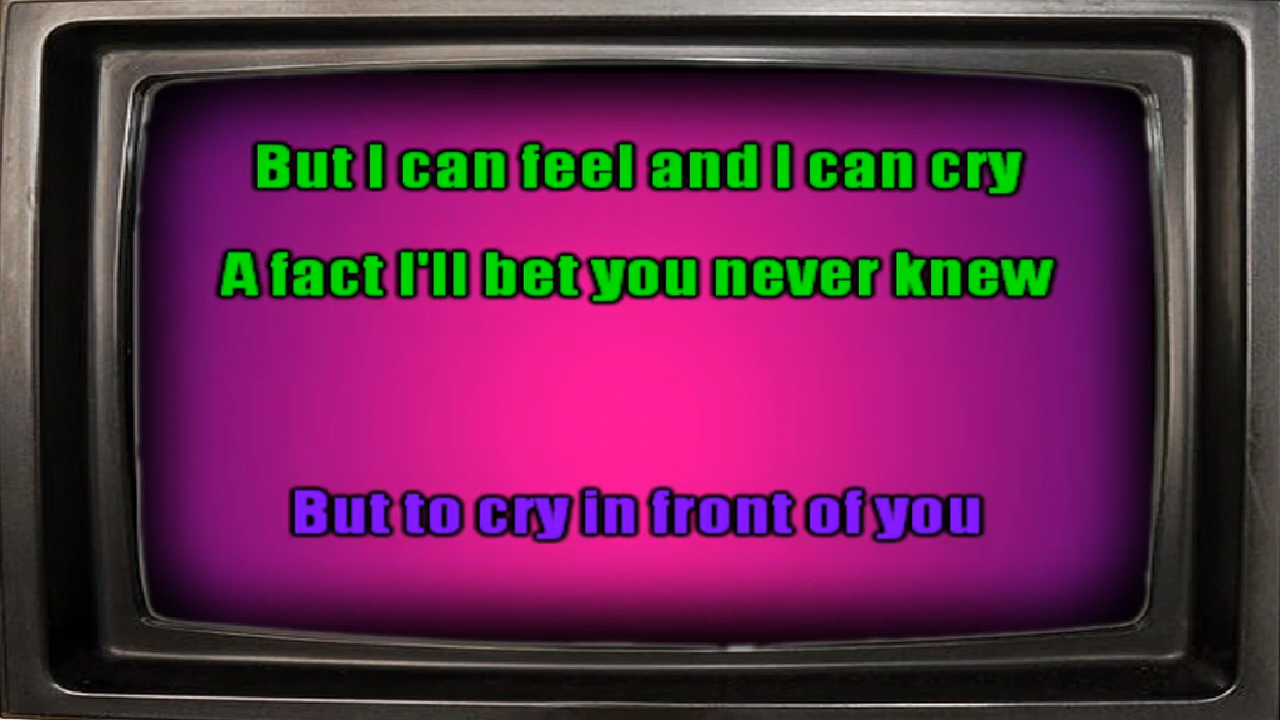 But I can feel and I can cry
A fact I'll bet you never knew
But to cry in front of you